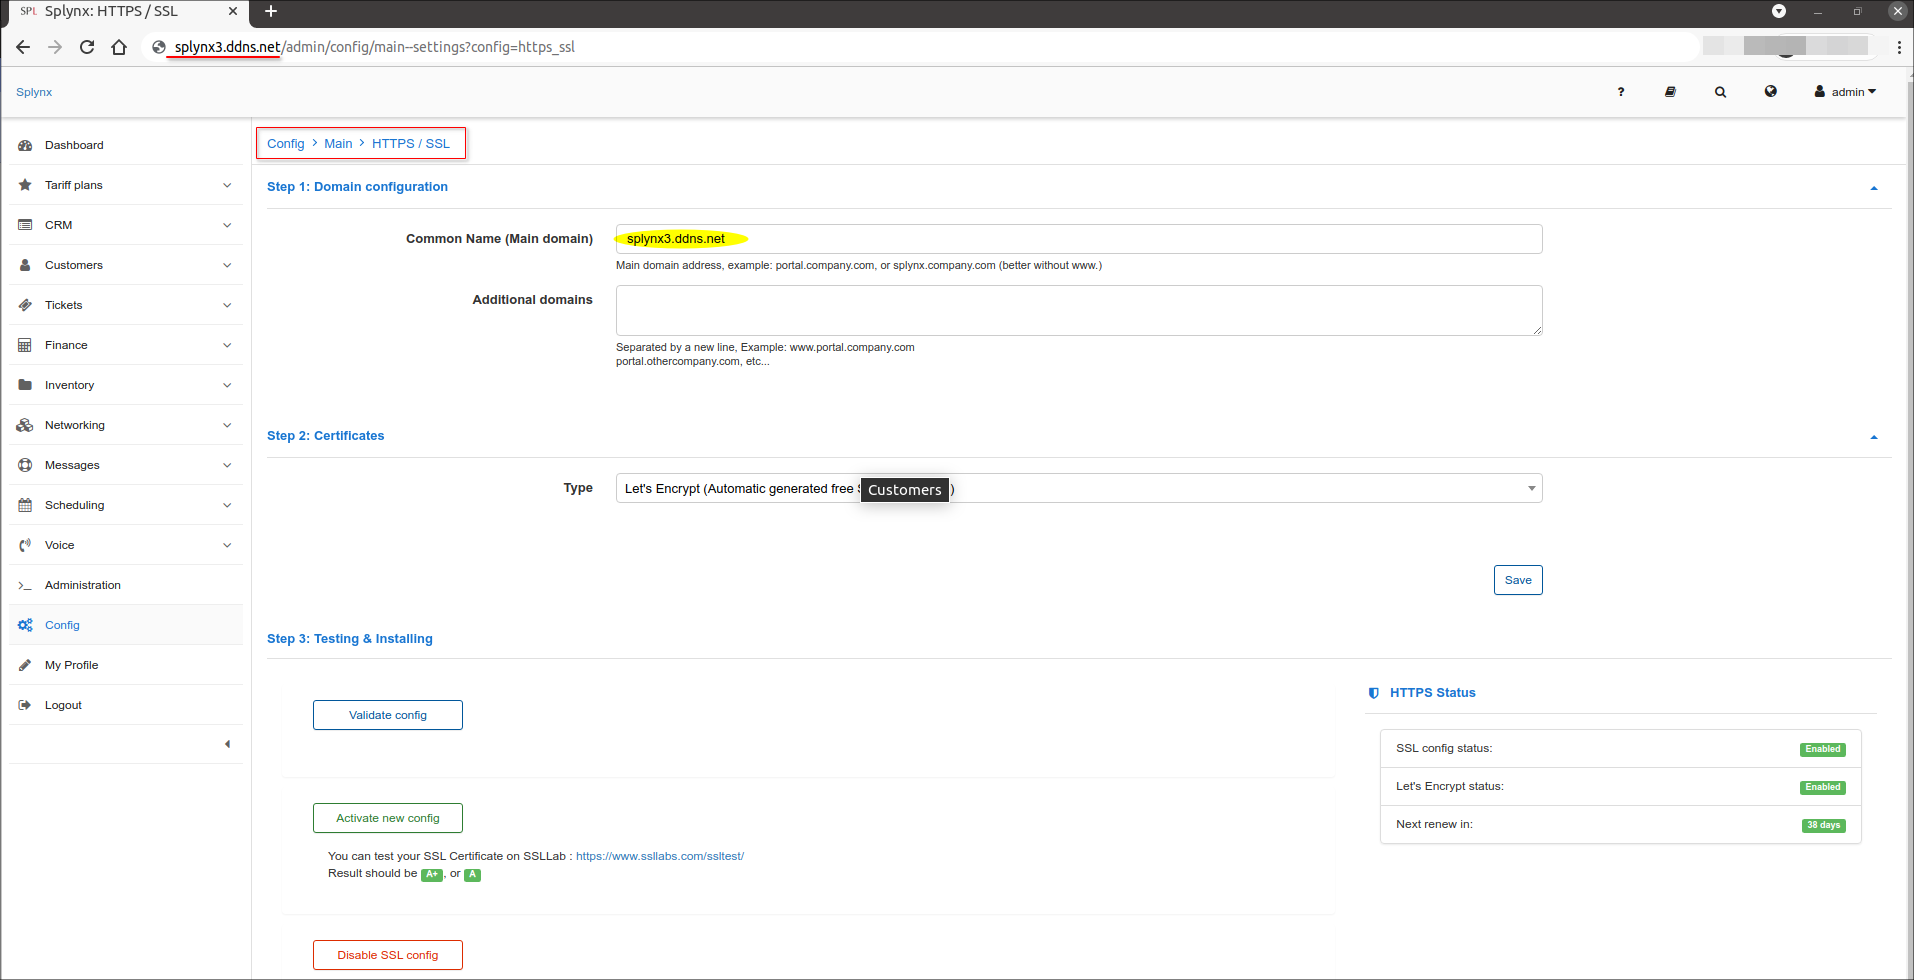 SPL Splynx: HTTPS / SSL
splynx3.ddns.net/admin/config/main--settings?config=https_ssl
Splynx
? admin
Dashboard
Tariff plans
CRM
Customers
Tickets
Finance
Inventory
Networking
Messages
Scheduling
Voice
Administration
Config
My Profile
Logout
Config > Main > HTTPS / SSL
Step 1: Domain configuration
Common Name (Main domain) splynx3.ddns.net
Main domain address, example: portal.company.com, or splynx.company.com (better without www.)
Additional domains
Separated by a new line, Example: www.portal.company.com
portal.othercompany.com, etc...
Step 2: Certificates
Type Let's Encrypt (Automatic generated free Customers )
Save
Step 3: Testing & Installing
Validate config
Activate new config
You can test your SSL Certificate on SSLLab : https://www.ssllabs.com/ssltest/
Result should be A+, or A
Disable SSL config
HTTPS Status
SSL config status: Enabled
Let's Encrypt status: Enabled
Next renew in: 38 days